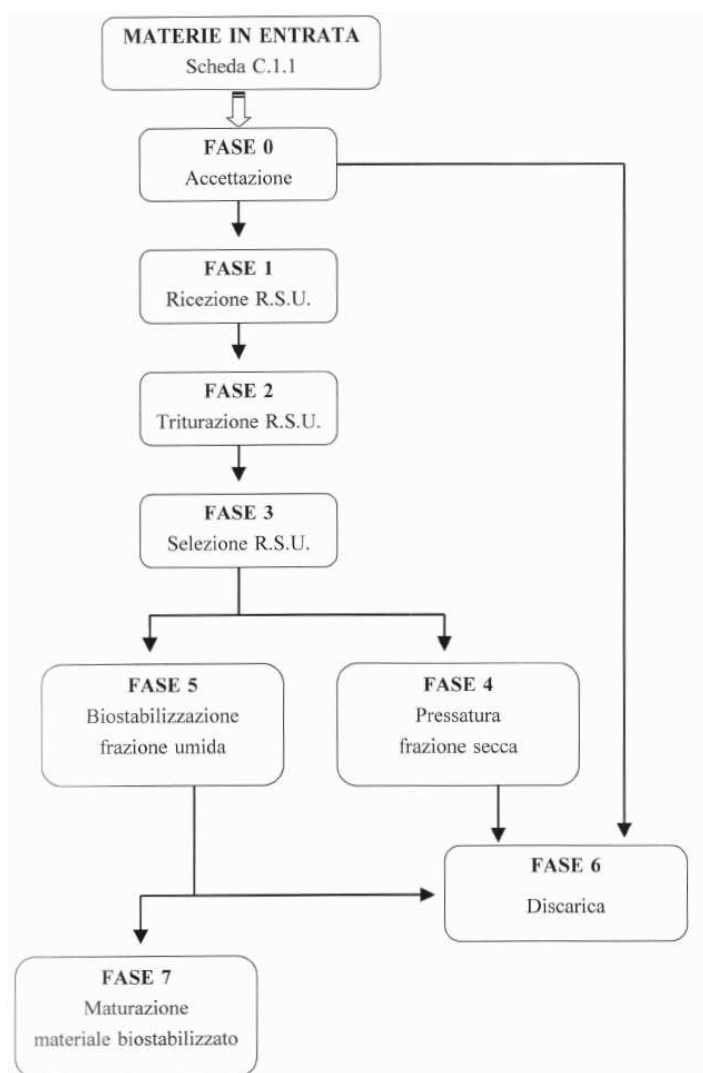 MATERIE IN ENTRATA
Scheda C.1.1
FASE 0
Accettazione
FASE 1
Ricezione R.S.U.
FASE 2
Triturazione R.S.U.
FASE 3
Selezione R.S.U.
FASE 5
Biostabilizzazione
frazione umida
FASE 4
Pressatura
frazione secca
FASE 6
Discarica
FASE 7
Maturazione
materiale biostabilizzato